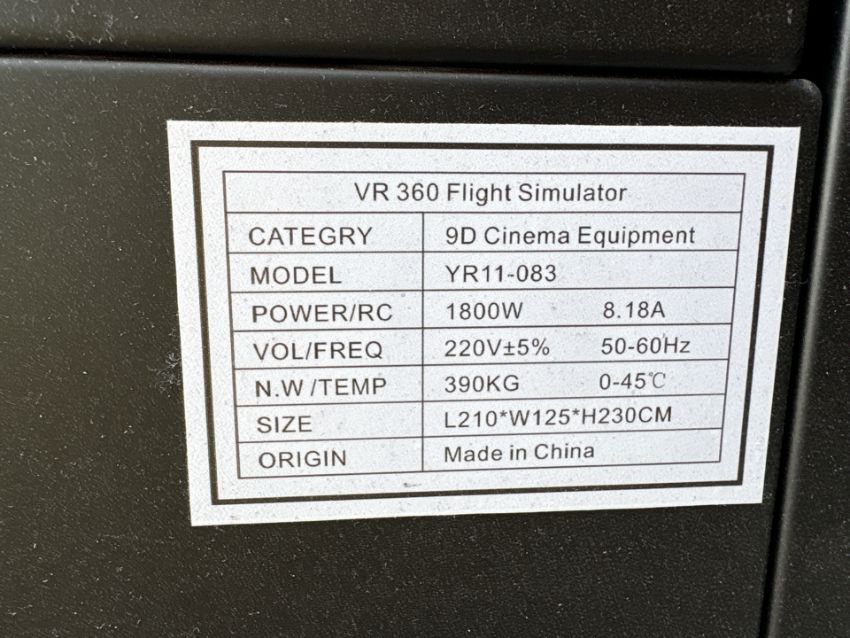 VR 360 Flight Simulator
CATEGRY 9D Cinema Equipment
MODEL YR11-083
POWER/RC 1800W 8.18A
VOL/FREQ 220V±5% 50-60Hz
N.W/TEMP 390KG 0-45℃
SIZE L210*W125*H230CM
ORIGIN Made in China